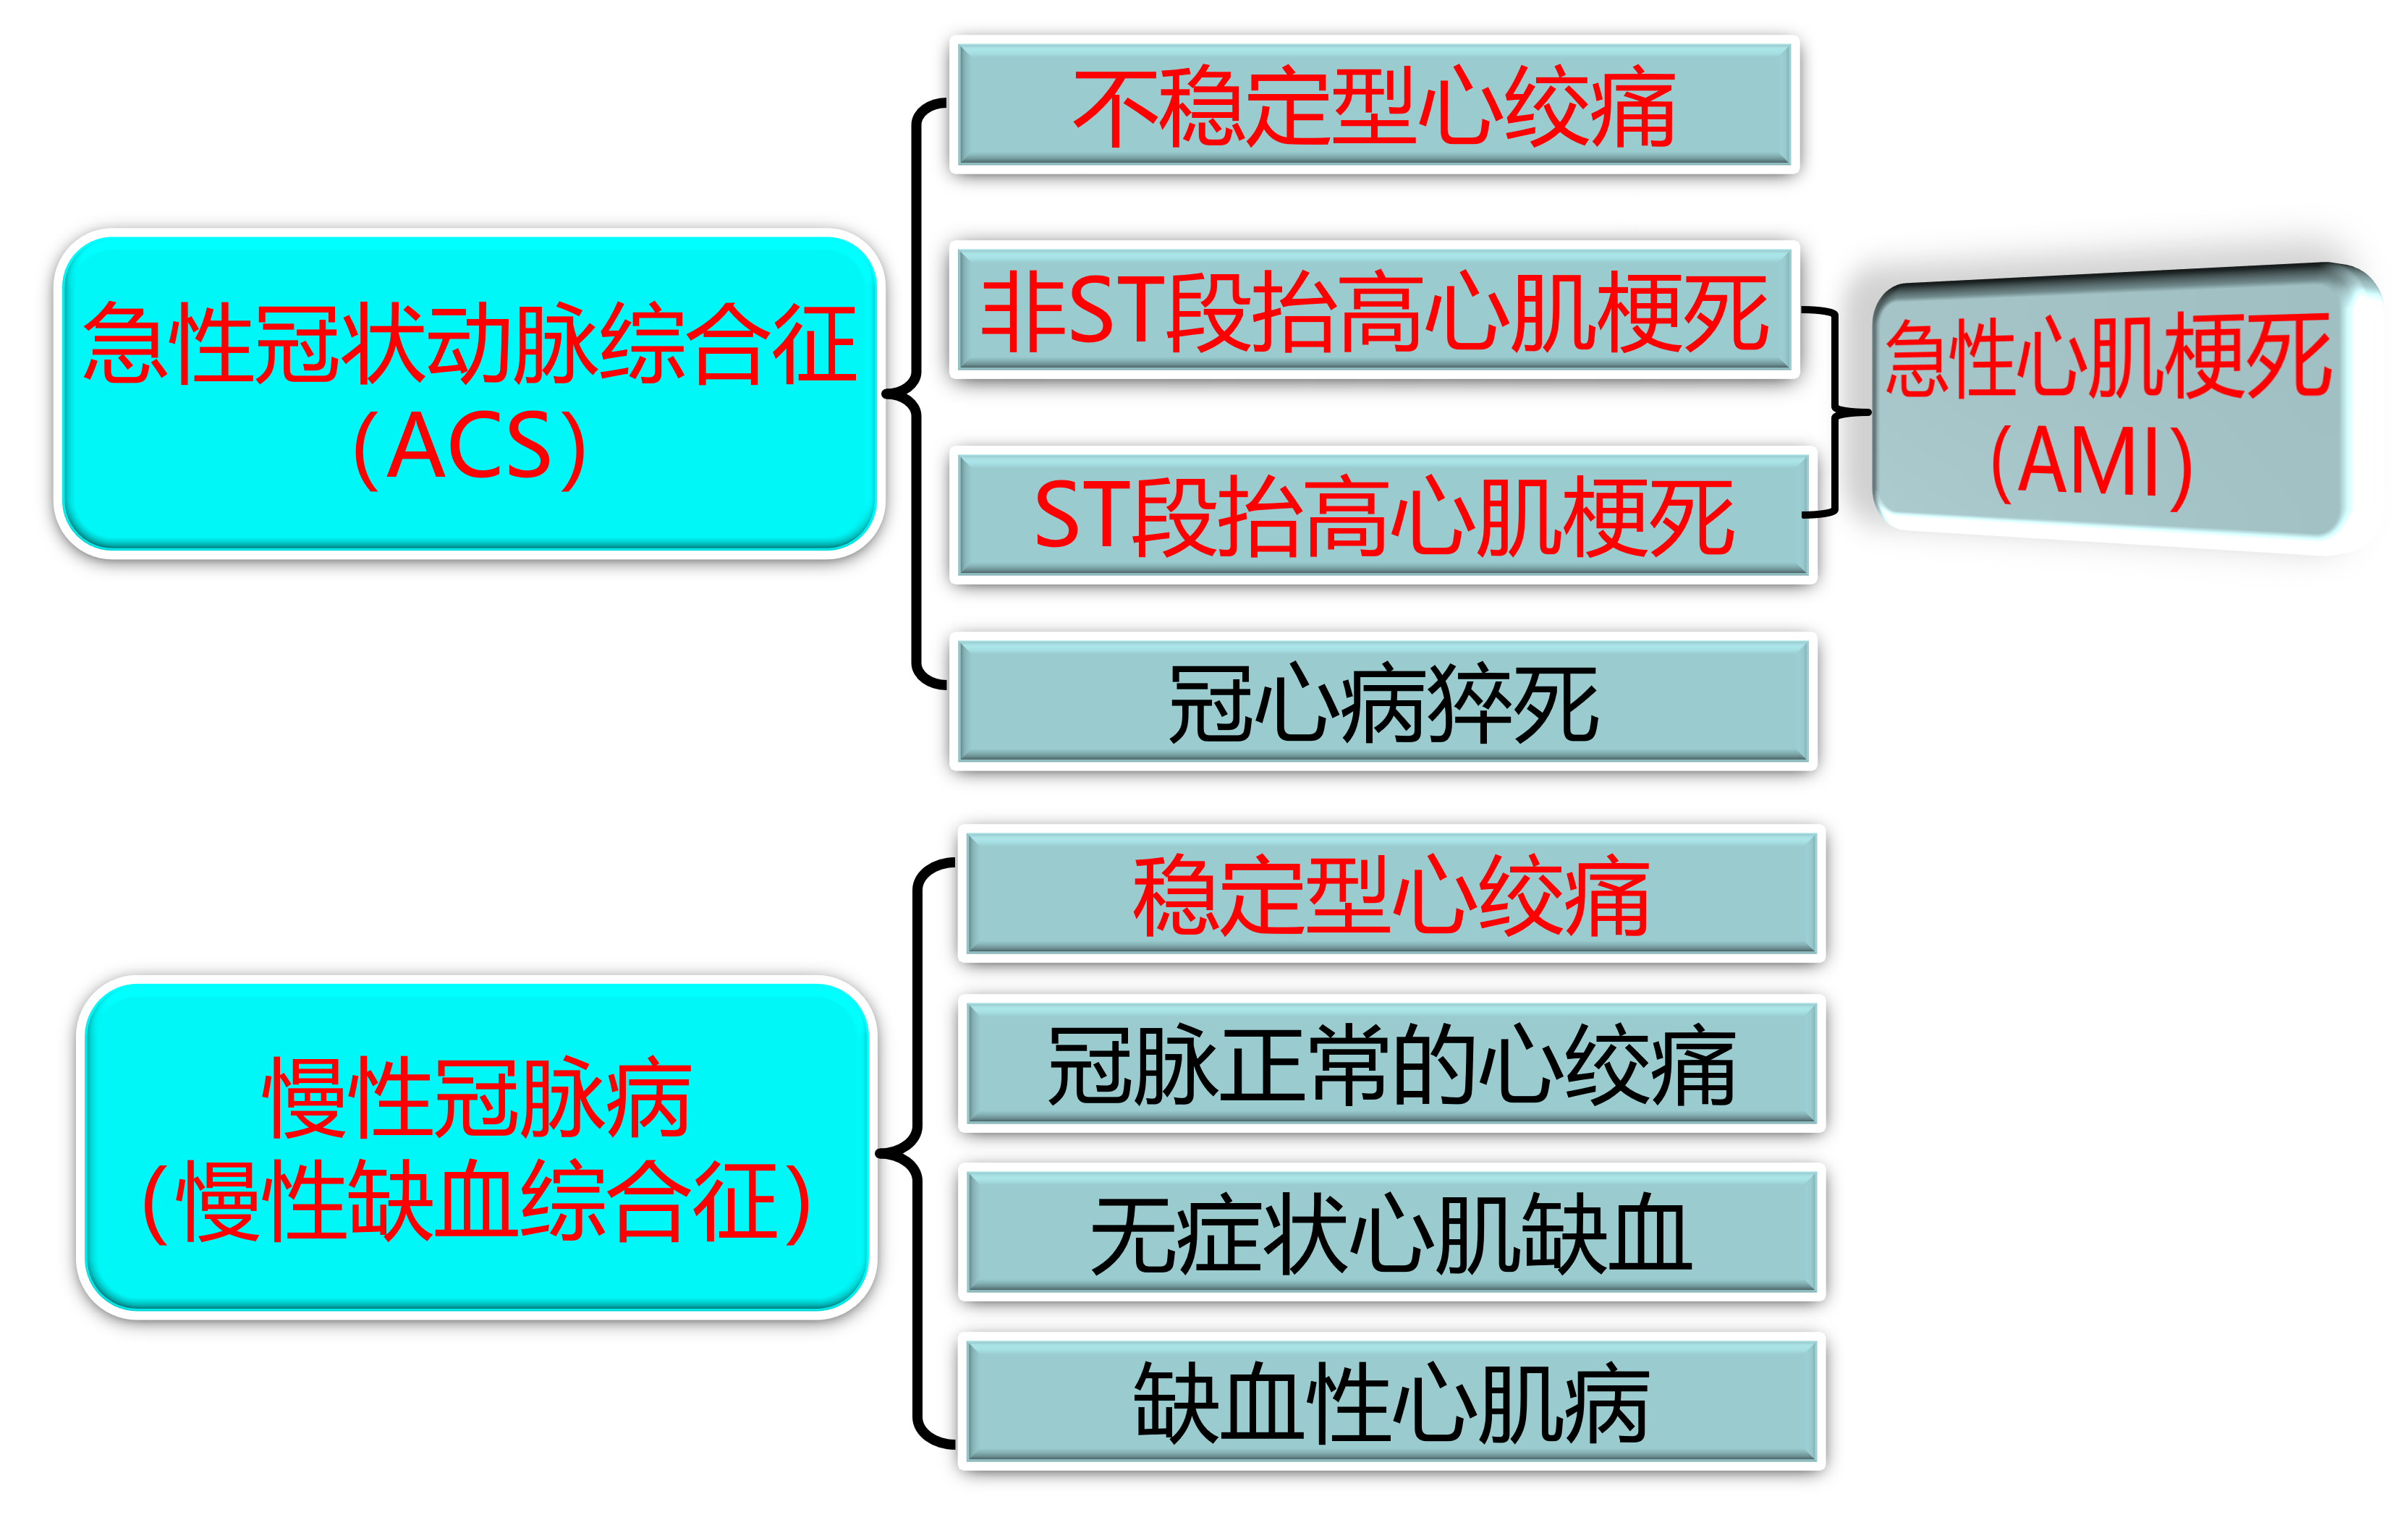 急性冠状动脉综合征
(ACS)
不稳定型心绞痛
非ST段抬高心肌梗死
ST段抬高心肌梗死
冠心病猝死
急性心肌梗死
(AMI)
慢性冠脉病
(慢性缺血综合征)
稳定型心绞痛
冠脉正常的心绞痛
无症状心肌缺血
缺血性心肌病